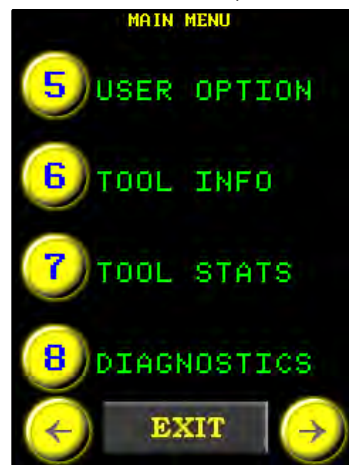 MAIN MENU
5 USER OPTION
6 TOOL INFO
7 TOOL STATS
8 DIAGNOSTICS
← EXIT →